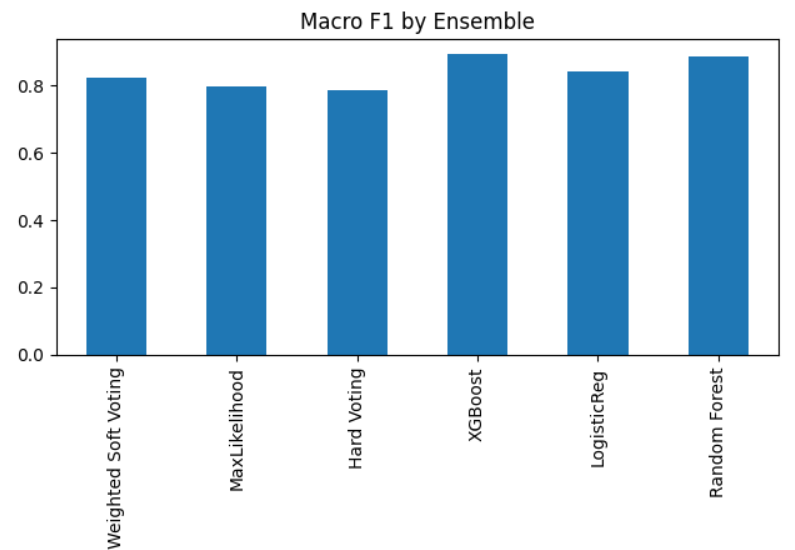 Macro F1 by Ensemble
0.8
0.6
0.4
0.2
0.0
Weighted Soft Voting
MaxLikelihood
Hard Voting
XGBoost
LogisticReg
Random Forest